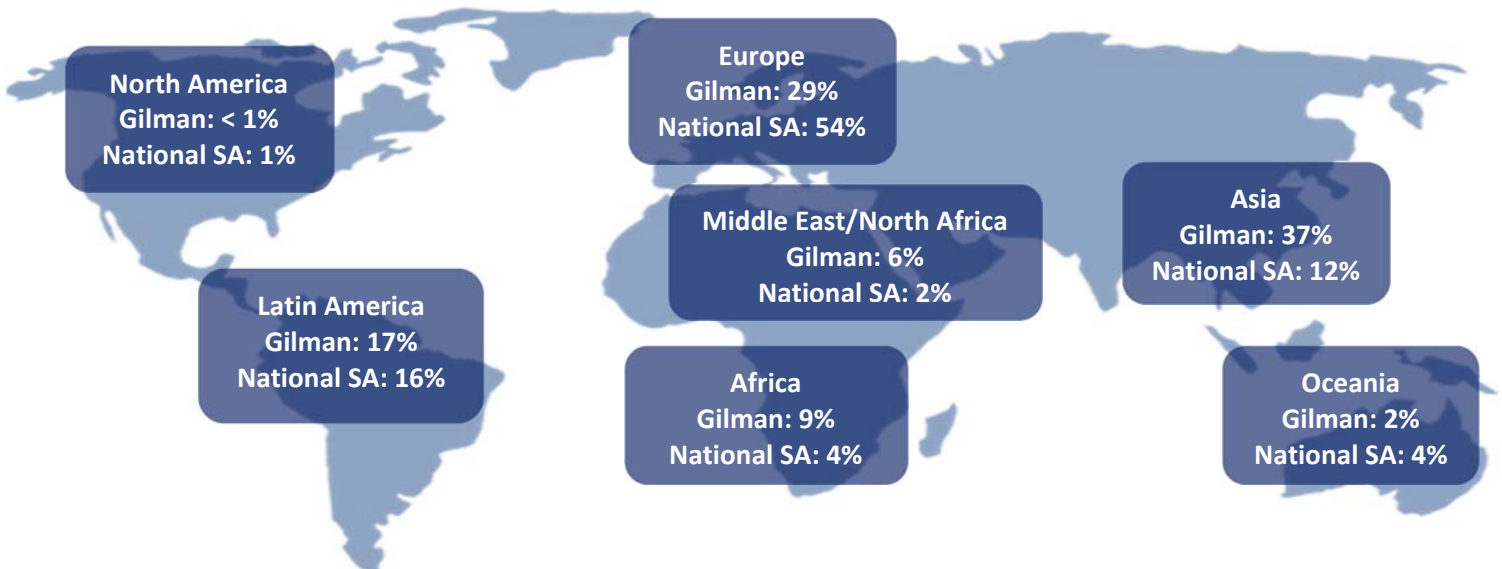 North America
Gilman: < 1%
National SA: 1%
Europe
Gilman: 29%
National SA: 54%
Middle East/North Africa
Gilman: 6%
National SA: 2%
Asia
Gilman: 37%
National SA: 12%
Latin America
Gilman: 17%
National SA: 16%
Africa
Gilman: 9%
National SA: 4%
Oceania
Gilman: 2%
National SA: 4%